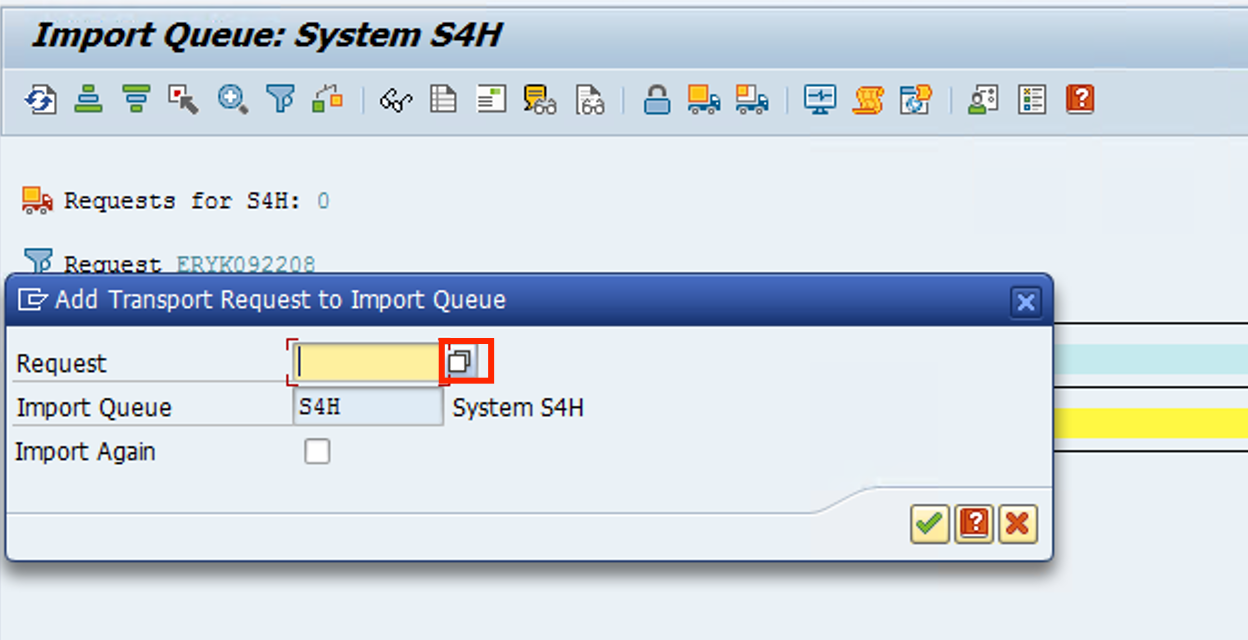 Import Queue: System S4H
Requests for S4H: 0
Request ERYK092208
Add Transport Request to Import Queue
Request
Import Queue S4H System S4H
Import Again